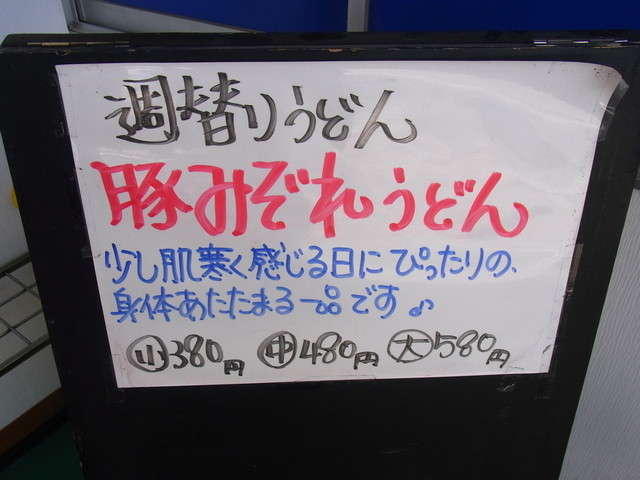 週替りうどん
豚みぞれうどん
少し肌寒く感じる日にぴったりの、
身体あたたまる一品です♪
小380円 中480円 大580円